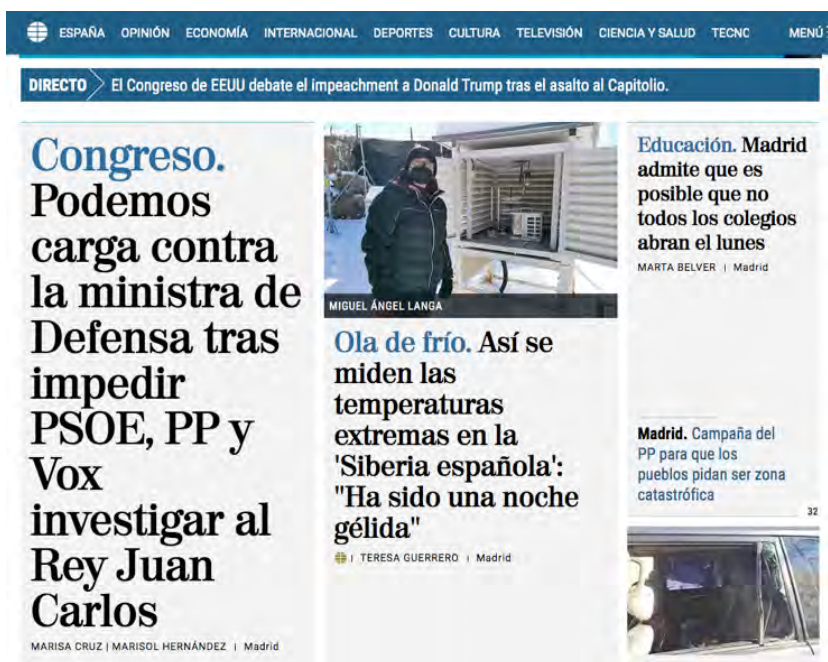 ESPAÑA OPINIÓN ECONOMÍA INTERNACIONAL DEPORTES CULTURA TELEVISIÓN CIENCIA Y SALUD TECNC MENÚ
DIRECTO El Congreso de EEUU debate el impeachment a Donald Trump tras el asalto al Capitolio.
Congreso.
Podemos
carga contra
la ministra de
Defensa tras
impedir
PSOE, PP y
Vox
investigar al
Rey Juan
Carlos
MARISA CRUZ | MARISOL HERNÁNDEZ | Madrid
MIGUEL ÁNGEL LANGA
Ola de frío. Así se
miden las
temperaturas
extremas en la
'Siberia española':
"Ha sido una noche
gélida"
| TERESA GUERRERO | Madrid
Educación. Madrid
admite que es
posible que no
todos los colegios
abran el lunes
MARTA BELVER | Madrid
Madrid. Campaña del
PP para que los
pueblos pidan ser zona
catastrófica
32